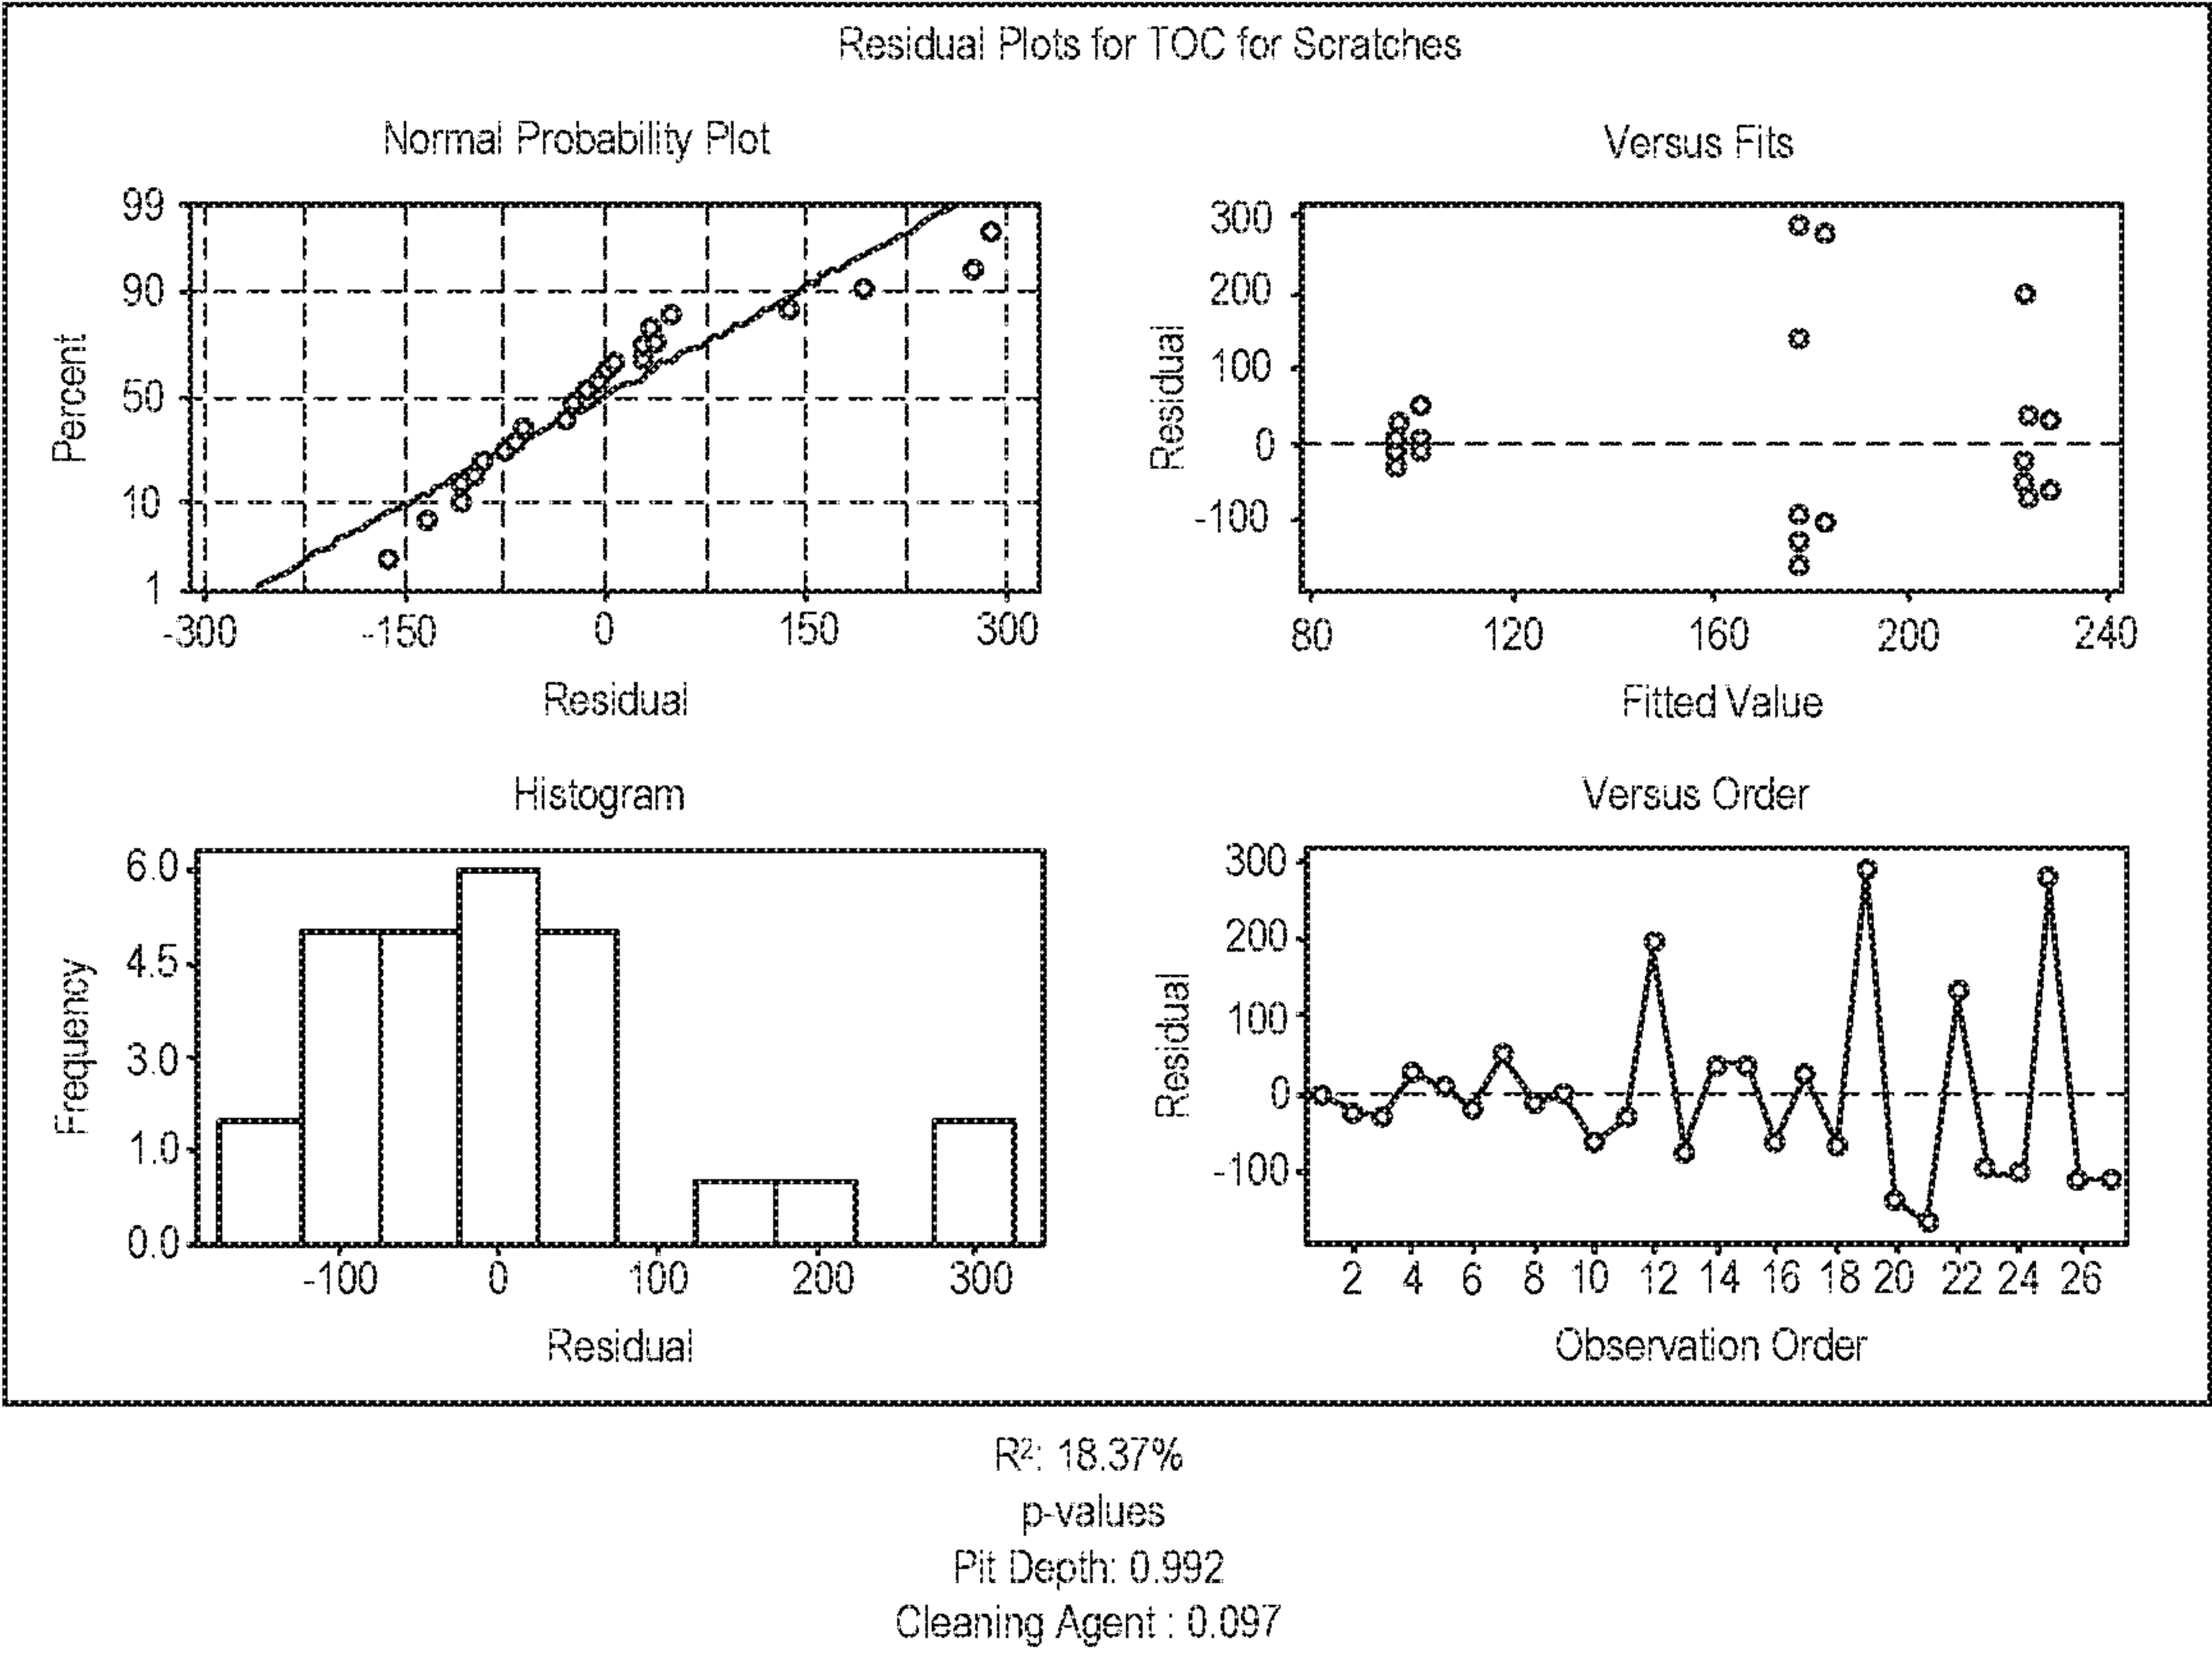 Residual Plots for TOC for Scratches
Normal Probability Plot
99
90
50
10
1
Percent
-300 -150 0 150 300
Residual
Versus Fits
300
200
100
0
-100
Residual
80 120 160 200 240
Fitted Value
Histogram
6.0
4.5
3.0
1.0
0.0
Frequency
-100 0 100 200 300
Residual
Versus Order
300
200
100
0
-100
Residual
2 4 6 8 10 12 14 16 18 20 22 24 26
Observation Order
R²: 18.37%
p-values
Pit Depth: 0.992
Cleaning Agent : 0.097